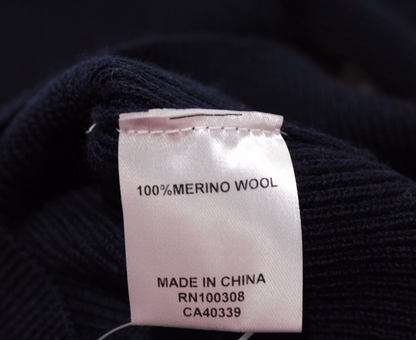 100%MERINO WOOL
MADE IN CHINA
RN100308
CA40339